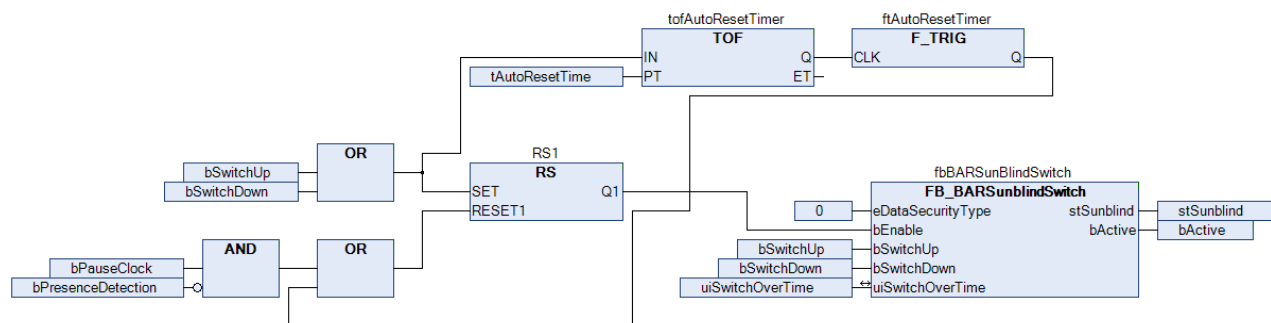 tofAutoResetTimer
TOF
IN
Q
tAutoResetTime
PT
ET
ftAutoResetTimer
F_TRIG
CLK
Q
OR
bSwitchUp
bSwitchDown
RS1
RS
SET
Q1
RESET1
AND
bPauseClock
bPresenceDetection
OR
fbBARSunBlindSwitch
FB_BARSunblindSwitch
0
eDataSecurityType
stSunblind
stSunblind
bEnable
bActive
bActive
bSwitchUp
bSwitchUp
bSwitchDown
bSwitchDown
uiSwitchOverTime
uiSwitchOverTime